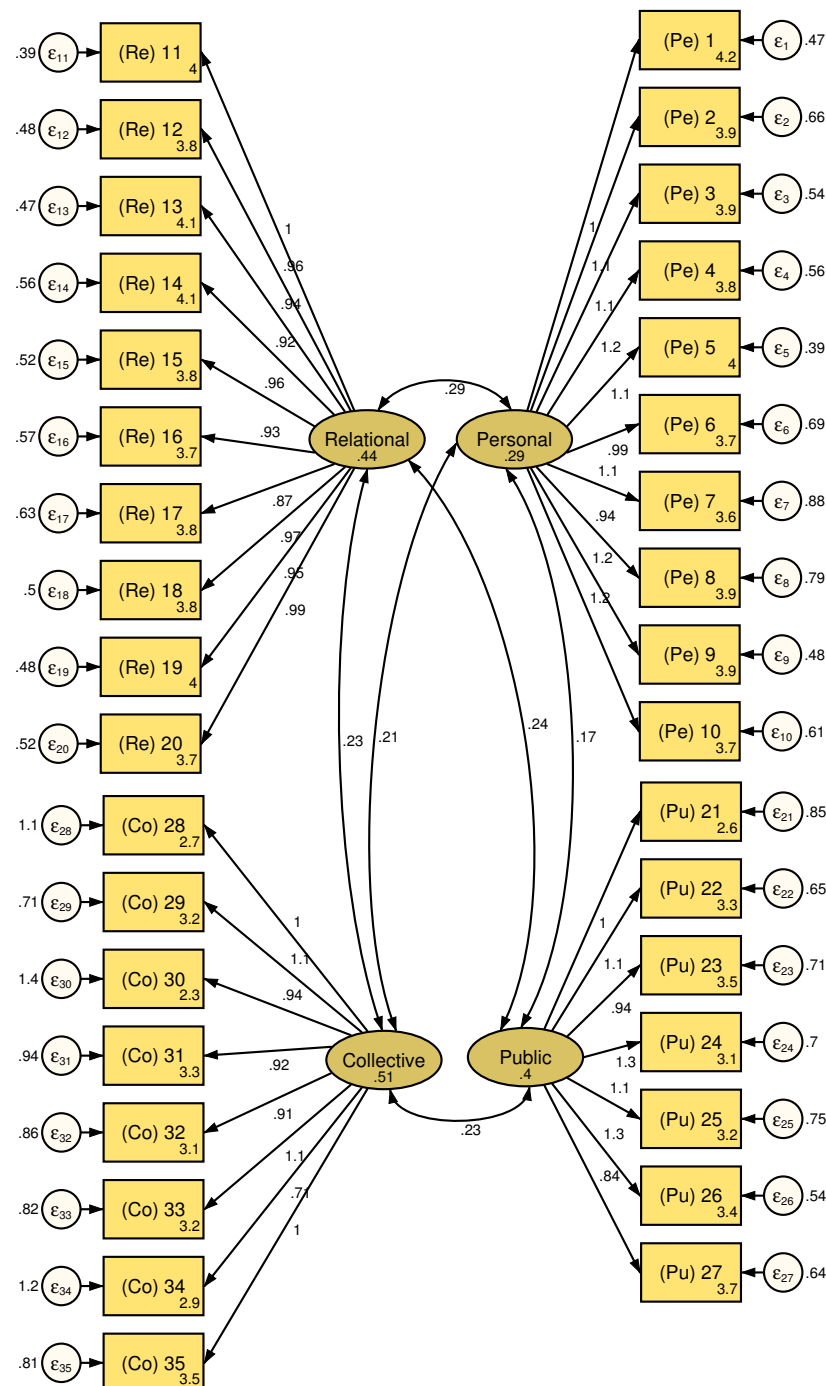 .39 ε11 (Re) 11 4
.48 ε12 (Re) 12 3.8
.47 ε13 (Re) 13 4.1
.56 ε14 (Re) 14 4.1
.52 ε15 (Re) 15 3.8
.57 ε16 (Re) 16 3.7
.63 ε17 (Re) 17 3.8
.5 ε18 (Re) 18 3.8
.48 ε19 (Re) 19 4
.52 ε20 (Re) 20 3.7
1
.96
.94
.92
.96
.93
.87
.97
.95
.99
Relational
.44
.29
Personal
.29
(Pe) 1 4.2 ε1 .47
(Pe) 2 3.9 ε2 .66
(Pe) 3 3.9 ε3 .54
(Pe) 4 3.8 ε4 .56
(Pe) 5 4 ε5 .39
(Pe) 6 3.7 ε6 .69
(Pe) 7 3.6 ε7 .88
(Pe) 8 3.9 ε8 .79
(Pe) 9 3.9 ε9 .48
(Pe) 10 3.7 ε10 .61
1
1.1
1.1
1.2
1.1
.99
1.1
.94
1.2
1.2
.23
.21
.24
.17
1.1 ε28 (Co) 28 2.7
.71 ε29 (Co) 29 3.2
1.4 ε30 (Co) 30 2.3
.94 ε31 (Co) 31 3.3
.86 ε32 (Co) 32 3.1
.82 ε33 (Co) 33 3.2
1.2 ε34 (Co) 34 2.9
.81 ε35 (Co) 35 3.5
1
1.1
.94
.92
.91
1.1
.71
1
Collective
.51
.23
Public
.4
(Pu) 21 2.6 ε21 .85
(Pu) 22 3.3 ε22 .65
(Pu) 23 3.5 ε23 .71
(Pu) 24 3.1 ε24 .7
(Pu) 25 3.2 ε25 .75
(Pu) 26 3.4 ε26 .54
(Pu) 27 3.7 ε27 .64
1
1.1
.94
1.3
1.1
1.3
.84